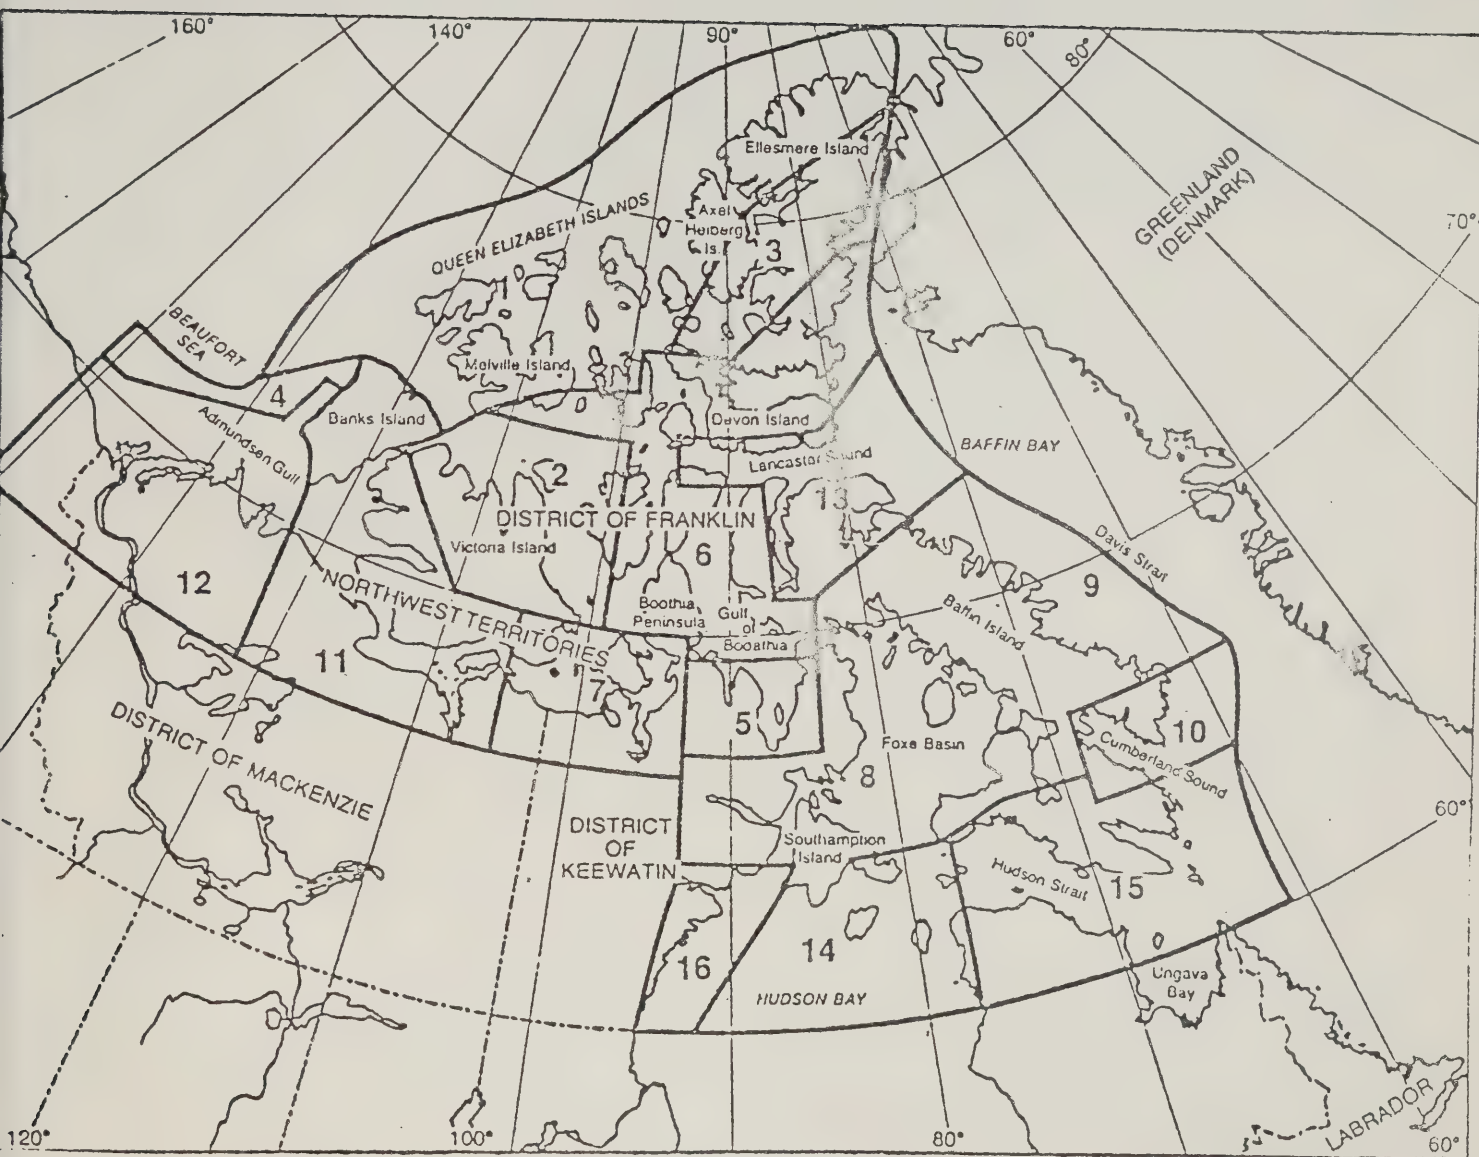 160°
140°
90°
60°
80°
Ellesmere Island
GREENLAND
(DENMARK)
70°
QUEEN ELIZABETH ISLANDS
Axel
Heiberg
Is.
3
1
BEAUFORT
SEA
Melville Island
4
Banks Island
Admundsen Gulf
Devon Island
BAFFIN BAY
Lancaster Sound
2
13
DISTRICT OF FRANKLIN
Victoria Island
6
Davis Strait
12
NORTHWEST TERRITORIES
Boothia
Peninsula
Gulf
of
Booathia
Baffin Island
9
11
7
5
DISTRICT OF MACKENZIE
Foxe Basin
10
Cumberland Sound
8
60°
DISTRICT
OF
KEEWATIN
Southampton
Island
Hudson Strait
15
16
14
HUDSON BAY
Ungava
Bay
LABRADOR
120°
100°
80°
60°